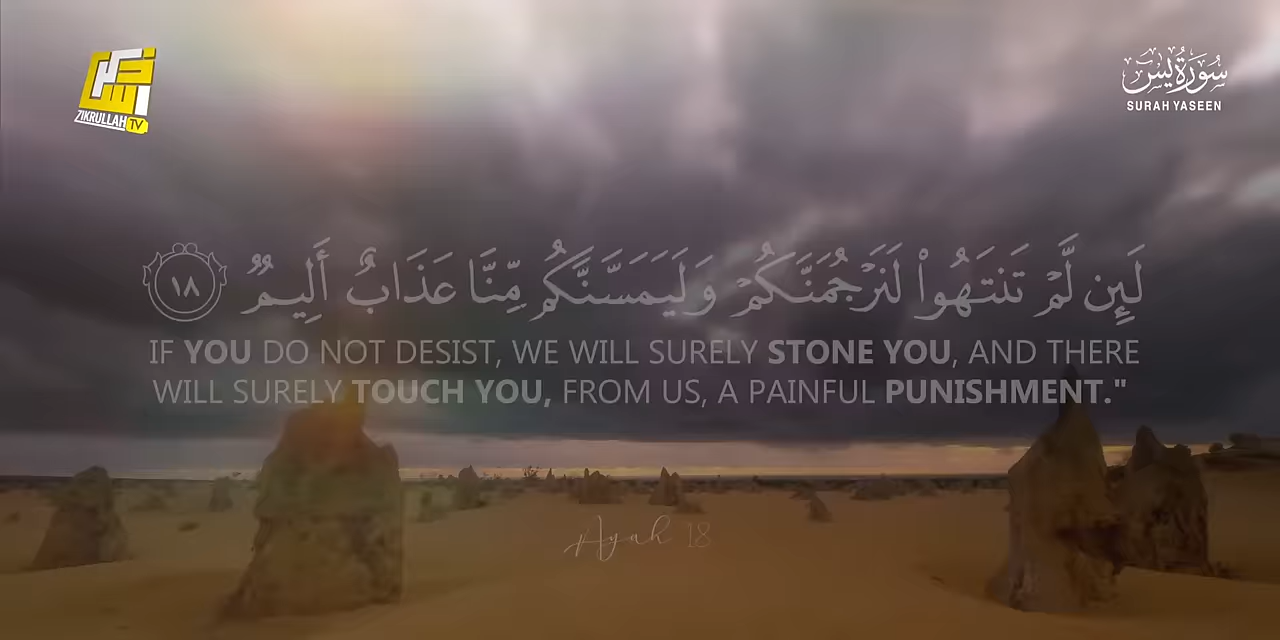 ذكر الله
ZIKRULLAH TV
سُورَةُ يس
SURAH YASEEN
لَئِن لَّمْ تَنتَهُوا۟ لَنَرْجُمَنَّكُمْ وَلَيَمَسَّنَّكُم مِّنَّا عَذَابٌ أَلِيمٌ ١٨
IF YOU DO NOT DESIST, WE WILL SURELY STONE YOU, AND THERE
WILL SURELY TOUCH YOU, FROM US, A PAINFUL PUNISHMENT."
Ayah 18